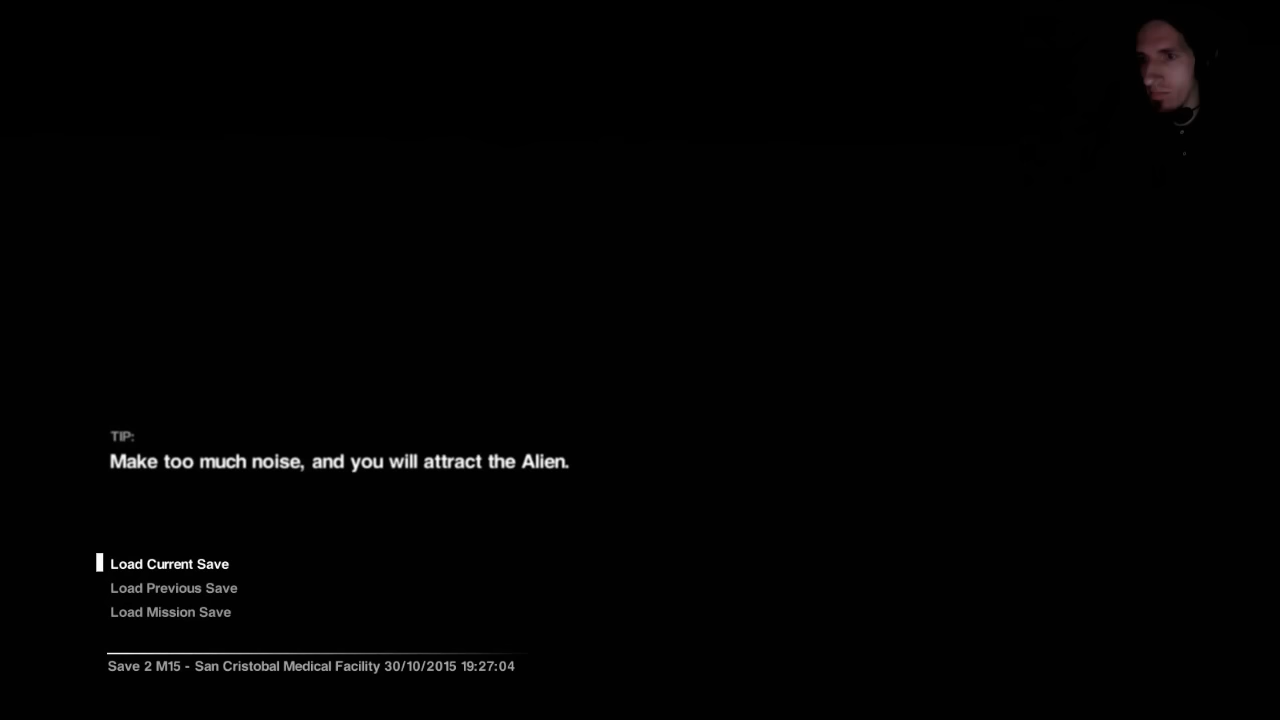 TIP:
Make too much noise, and you will attract the Alien.
Load Current Save
Load Previous Save
Load Mission Save
Save 2 M15 - San Cristobal Medical Facility 30/10/2015 19:27:04